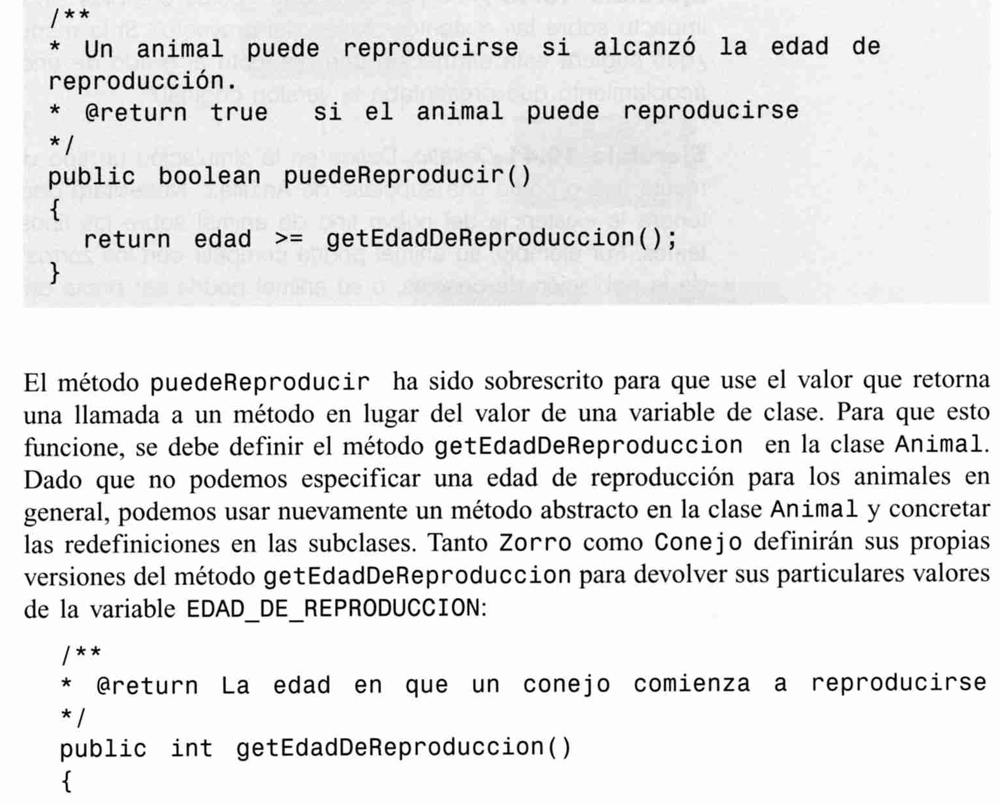 /**
* Un animal puede reproducirse si alcanzó la edad de
reproducción.
* @return true si el animal puede reproducirse
*/
public boolean puedeReproducir()
{
return edad >= getEdadDeReproduccion();
}
El método puedeReproducir ha sido sobrescrito para que use el valor que retorna
una llamada a un método en lugar del valor de una variable de clase. Para que esto
funcione, se debe definir el método getEdadDeReproduccion en la clase Animal.
Dado que no podemos especificar una edad de reproducción para los animales en
general, podemos usar nuevamente un método abstracto en la clase Animal y concretar
las redefiniciones en las subclases. Tanto Zorro como Conejo definirán sus propias
versiones del método getEdadDeReproduccion para devolver sus particulares valores
de la variable EDAD_DE_REPRODUCCION:
/**
* @return La edad en que un conejo comienza a reproducirse
*/
public int getEdadDeReproduccion()
{